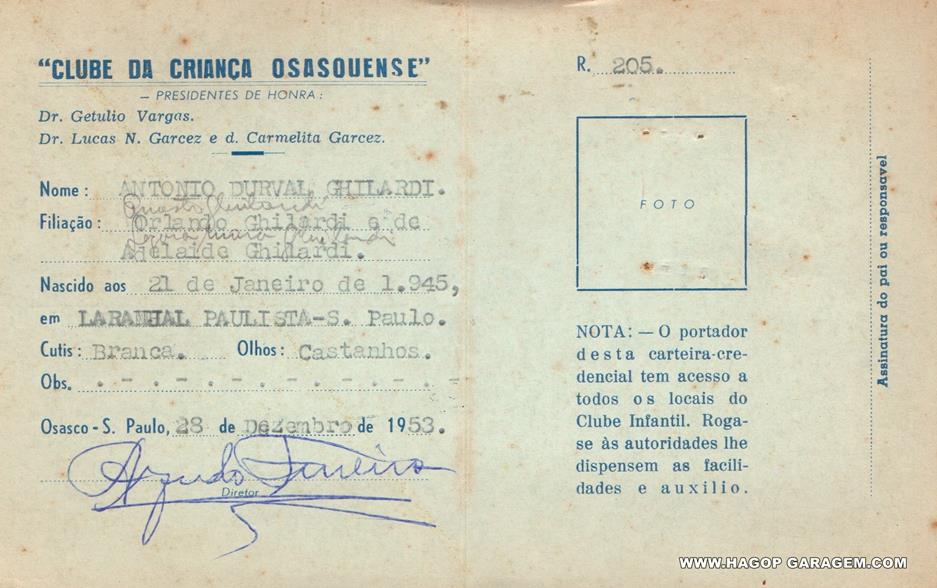 "CLUBE DA CRIANÇA OSASQUENSE"
— PRESIDENTES DE HONRA :
Dr. Getulio Vargas.
Dr. Lucas N. Garcez e d. Carmelita Garcez.
Nome : ANTONIO DURVAL GHILARDI.
Filiação : Orlando Ghilardi e de
Adelaide Ghilardi.
Nascido aos 21 de Janeiro de 1.945,
em LARANHAL PAULISTA-S. Paulo.
Cutis : Branca. Olhos : Castanhos.
Obs. . - . - . - . - . - . - . -
Osasco - S. Paulo, 28 de Dezembro de 1953.
Diretor
R. 205.
FOTO
NOTA: — O portador
desta carteira-cre-
dencial tem acesso a
todos os locais do
Clube Infantil. Roga-
se às autoridades lhe
dispensem as facili-
dades e auxilio.
Assinatura do pai ou responsavel
WWW.HAGOP GARAGEM.COM